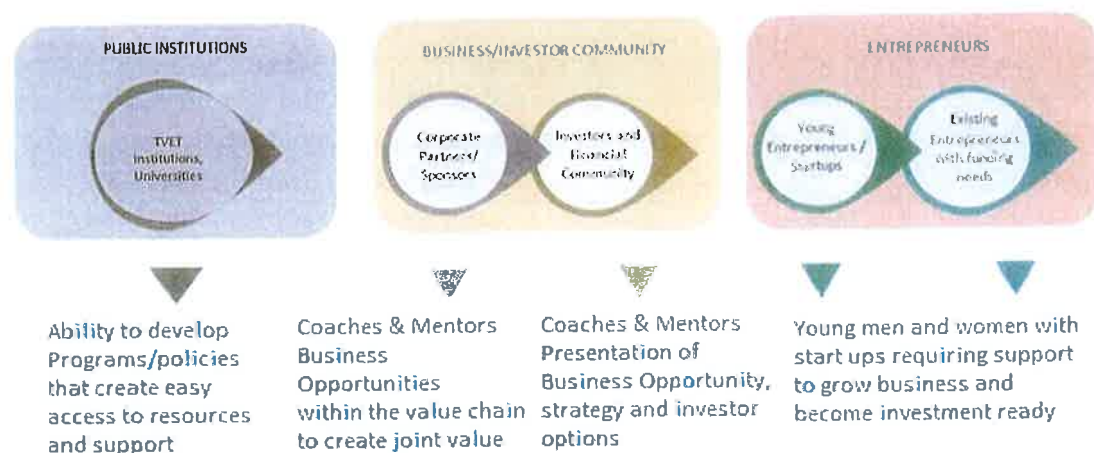 PUBLIC INSTITUTIONS
TVET
Institutions,
Universities
BUSINESS/INVESTOR COMMUNITY
Corporate
Partners/
Sponsors
Investors and
Financial
Community
ENTREPRENEURS
Young
Entrepreneurs /
Startups
Existing
Entrepreneurs
with funding
needs
Ability to develop
Programs/policies
that create easy
access to resources
and support
Coaches & Mentors
Business
Opportunities
within the value chain
to create joint value
Coaches & Mentors
Presentation of
Business Opportunity,
strategy and investor
options
Young men and women with
start ups requiring support
to grow business and
become investment ready